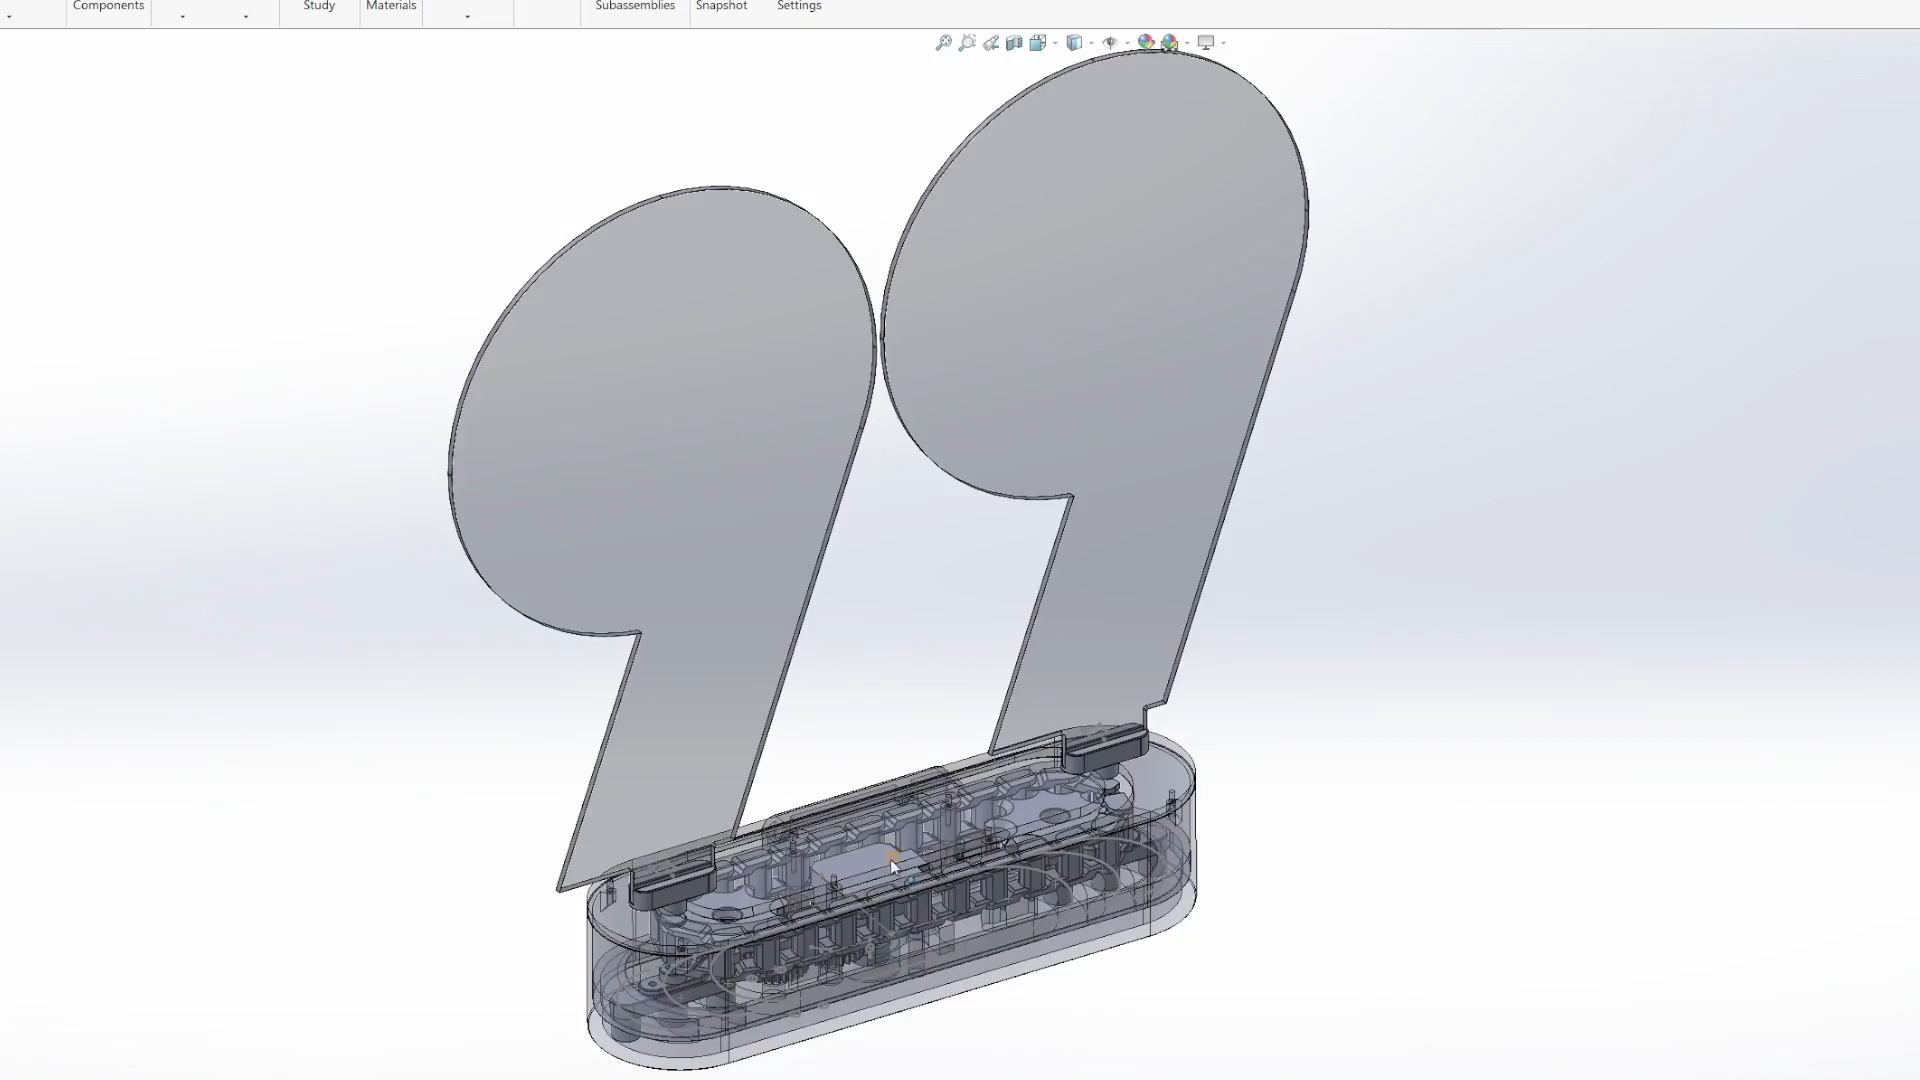 Components
Study
Materials
Subassemblies
Snapshot
Settings